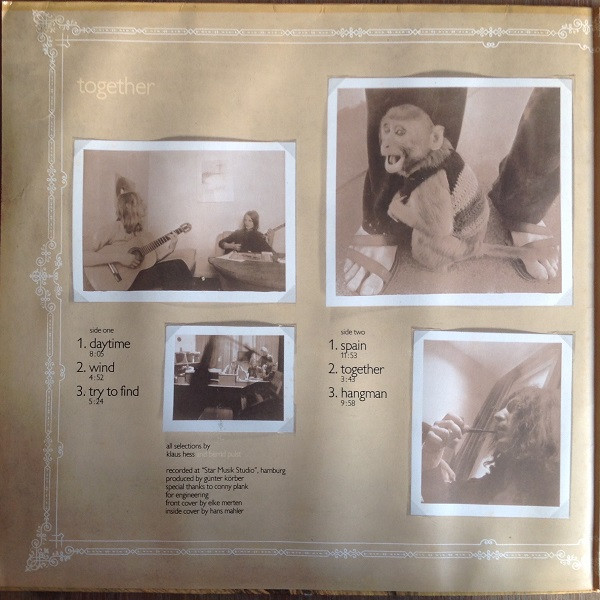 together
side one
1. daytime
8:05
2. wind
4:52
3. try to find
5:24
side two
1. spain
11:53
2. together
3:43
3. hangman
9:58
all selections by
klaus hess
recorded at "Star Musik Studio", hamburg
produced by günter körber
special thanks to conny plank
for engineering
front cover by eike merten
inside cover by hans mahler